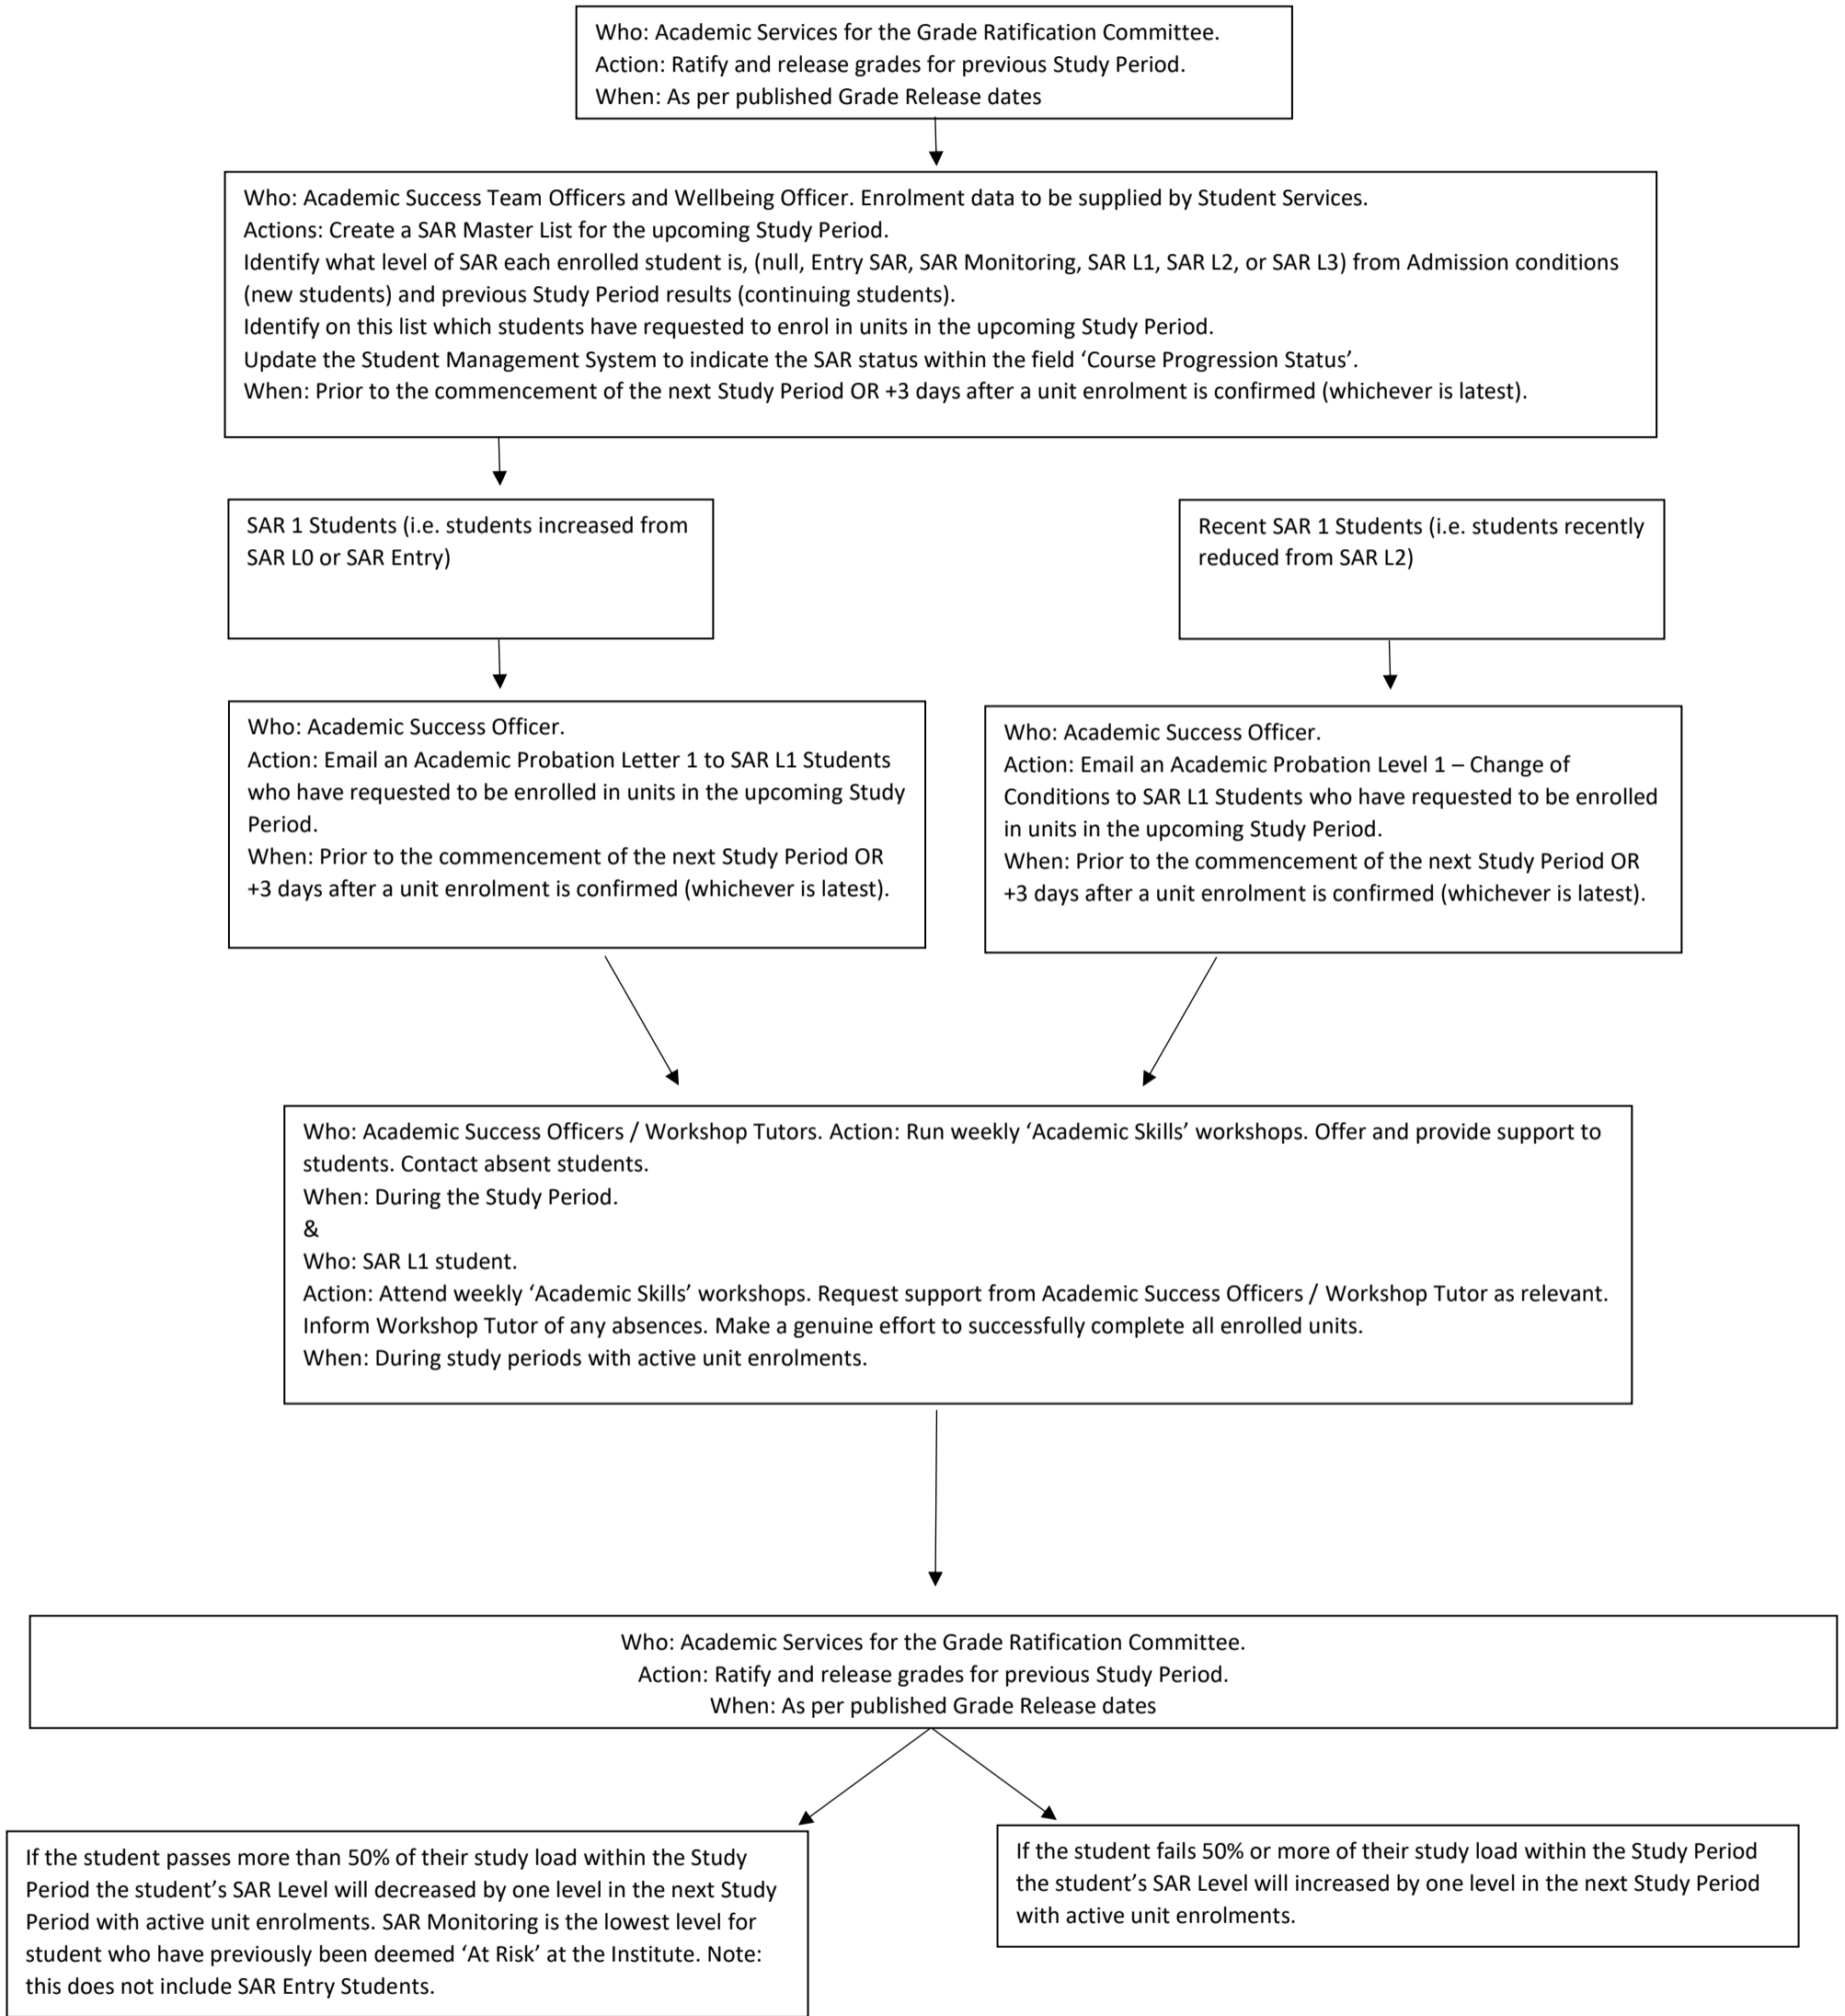 Who: Academic Services for the Grade Ratification Committee.
Action: Ratify and release grades for previous Study Period.
When: As per published Grade Release dates
Who: Academic Success Team Officers and Wellbeing Officer. Enrolment data to be supplied by Student Services.
Actions: Create a SAR Master List for the upcoming Study Period.
Identify what level of SAR each enrolled student is, (null, Entry SAR, SAR Monitoring, SAR L1, SAR L2, or SAR L3) from Admission conditions
(new students) and previous Study Period results (continuing students).
Identify on this list which students have requested to enrol in units in the upcoming Study Period.
Update the Student Management System to indicate the SAR status within the field ‘Course Progression Status’.
When: Prior to the commencement of the next Study Period OR +3 days after a unit enrolment is confirmed (whichever is latest).
SAR 1 Students (i.e. students increased from
SAR L0 or SAR Entry)
Recent SAR 1 Students (i.e. students recently
reduced from SAR L2)
Who: Academic Success Officer.
Action: Email an Academic Probation Letter 1 to SAR L1 Students
who have requested to be enrolled in units in the upcoming Study
Period.
When: Prior to the commencement of the next Study Period OR
+3 days after a unit enrolment is confirmed (whichever is latest).
Who: Academic Success Officer.
Action: Email an Academic Probation Level 1 – Change of
Conditions to SAR L1 Students who have requested to be enrolled
in units in the upcoming Study Period.
When: Prior to the commencement of the next Study Period OR
+3 days after a unit enrolment is confirmed (whichever is latest).
Who: Academic Success Officers / Workshop Tutors. Action: Run weekly ‘Academic Skills’ workshops. Offer and provide support to
students. Contact absent students.
When: During the Study Period.
&
Who: SAR L1 student.
Action: Attend weekly ‘Academic Skills’ workshops. Request support from Academic Success Officers / Workshop Tutor as relevant.
Inform Workshop Tutor of any absences. Make a genuine effort to successfully complete all enrolled units.
When: During study periods with active unit enrolments.
Who: Academic Services for the Grade Ratification Committee.
Action: Ratify and release grades for previous Study Period.
When: As per published Grade Release dates
If the student passes more than 50% of their study load within the Study
Period the student’s SAR Level will decreased by one level in the next Study
Period with active unit enrolments. SAR Monitoring is the lowest level for
student who have previously been deemed ‘At Risk’ at the Institute. Note:
this does not include SAR Entry Students.
If the student fails 50% or more of their study load within the Study Period
the student’s SAR Level will increased by one level in the next Study Period
with active unit enrolments.